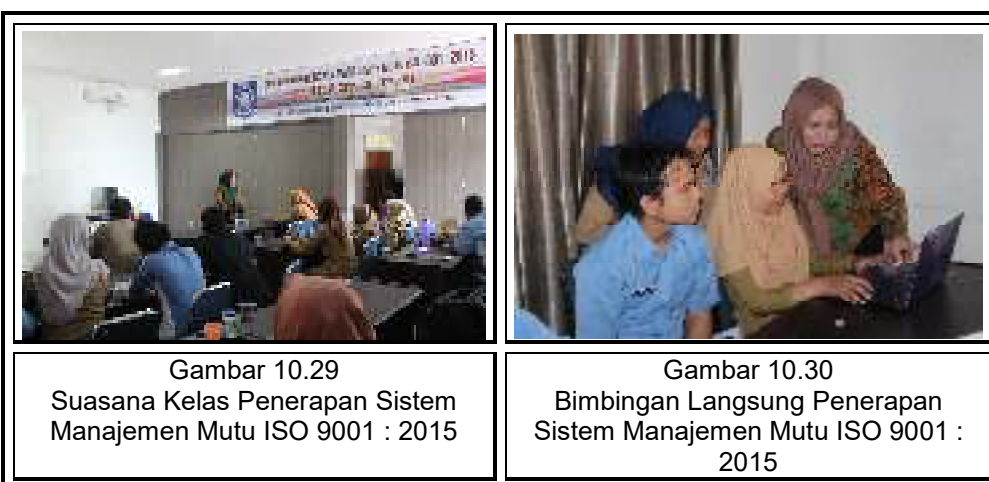 Gambar 10.29
Suasana Kelas Penerapan Sistem
Manajemen Mutu ISO 9001 : 2015
Gambar 10.30
Bimbingan Langsung Penerapan
Sistem Manajemen Mutu ISO 9001 :
2015